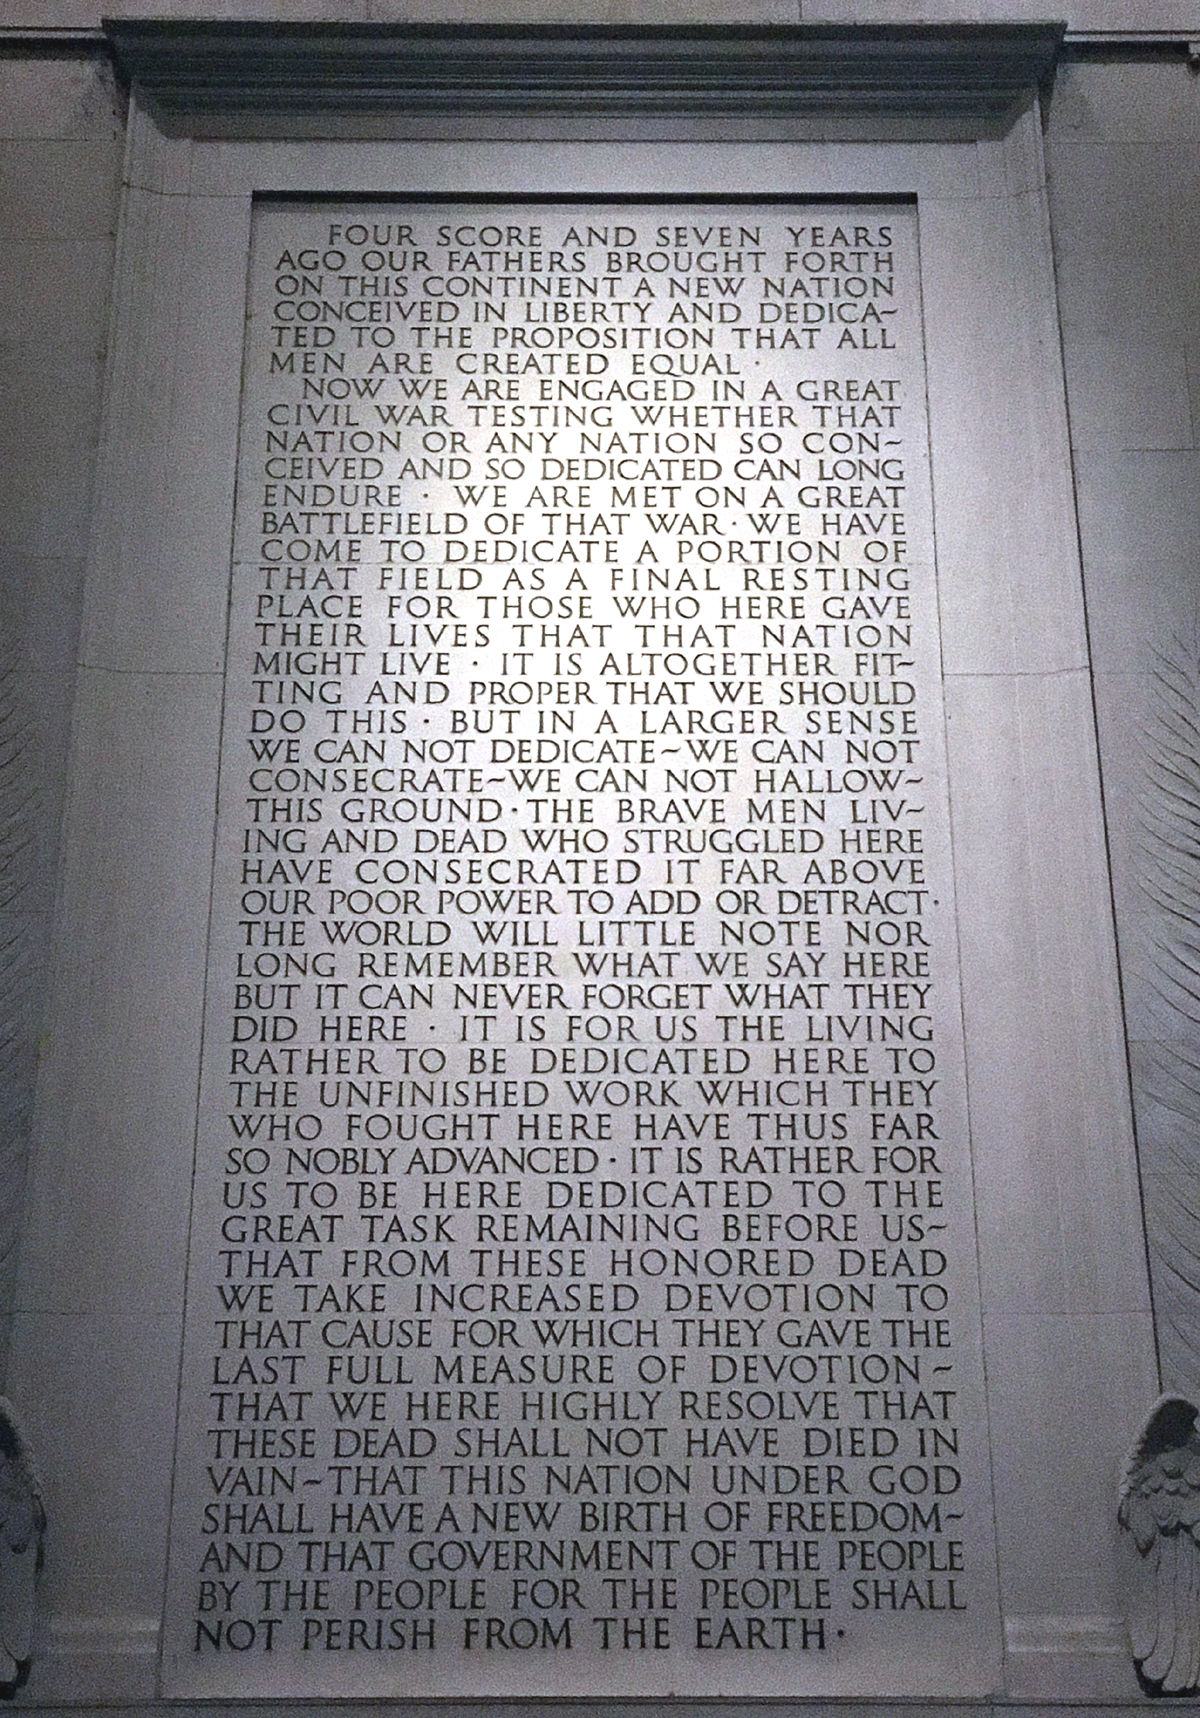 FOUR SCORE AND SEVEN YEARS
AGO OUR FATHERS BROUGHT FORTH
ON THIS CONTINENT A NEW NATION
CONCEIVED IN LIBERTY AND DEDICA~
TED TO THE PROPOSITION THAT ALL
MEN ARE CREATED EQUAL ·
NOW WE ARE ENGAGED IN A GREAT
CIVIL WAR TESTING WHETHER THAT
NATION OR ANY NATION SO CON~
CEIVED AND SO DEDICATED CAN LONG
ENDURE · WE ARE MET ON A GREAT
BATTLEFIELD OF THAT WAR · WE HAVE
COME TO DEDICATE A PORTION OF
THAT FIELD AS A FINAL RESTING
PLACE FOR THOSE WHO HERE GAVE
THEIR LIVES THAT THAT NATION
MIGHT LIVE · IT IS ALTOGETHER FIT~
TING AND PROPER THAT WE SHOULD
DO THIS · BUT IN A LARGER SENSE
WE CAN NOT DEDICATE~WE CAN NOT
CONSECRATE~WE CAN NOT HALLOW~
THIS GROUND · THE BRAVE MEN LIV~
ING AND DEAD WHO STRUGGLED HERE
HAVE CONSECRATED IT FAR ABOVE
OUR POOR POWER TO ADD OR DETRACT ·
THE WORLD WILL LITTLE NOTE NOR
LONG REMEMBER WHAT WE SAY HERE
BUT IT CAN NEVER FORGET WHAT THEY
DID HERE · IT IS FOR US THE LIVING
RATHER TO BE DEDICATED HERE TO
THE UNFINISHED WORK WHICH THEY
WHO FOUGHT HERE HAVE THUS FAR
SO NOBLY ADVANCED · IT IS RATHER FOR
US TO BE HERE DEDICATED TO THE
GREAT TASK REMAINING BEFORE US~
THAT FROM THESE HONORED DEAD
WE TAKE INCREASED DEVOTION TO
THAT CAUSE FOR WHICH THEY GAVE THE
LAST FULL MEASURE OF DEVOTION ~
THAT WE HERE HIGHLY RESOLVE THAT
THESE DEAD SHALL NOT HAVE DIED IN
VAIN~THAT THIS NATION UNDER GOD
SHALL HAVE A NEW BIRTH OF FREEDOM~
AND THAT GOVERNMENT OF THE PEOPLE
BY THE PEOPLE FOR THE PEOPLE SHALL
NOT PERISH FROM THE EARTH ·